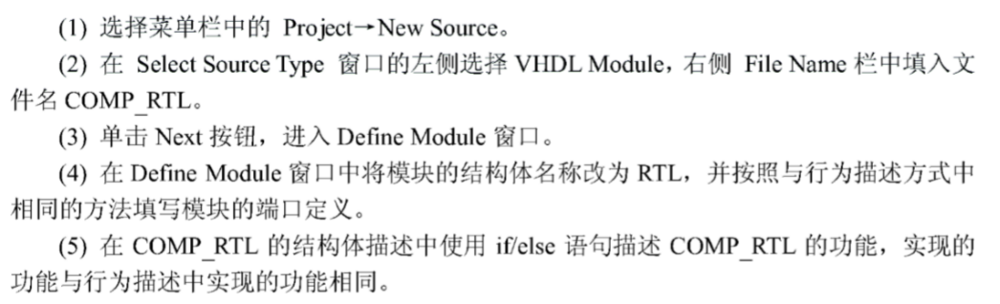 (1) 选择菜单栏中的 Project→New Source。
(2) 在 Select Source Type 窗口的左侧选择 VHDL Module，右侧 File Name 栏中填入文
件名 COMP_RTL。
(3) 单击 Next 按钮，进入 Define Module 窗口。
(4) 在 Define Module 窗口中将模块的结构体名称改为 RTL，并按照与行为描述方式中
相同的方法填写模块的端口定义。
(5) 在 COMP_RTL 的结构体描述中使用 if/else 语句描述 COMP_RTL 的功能，实现的
功能与行为描述中实现的功能相同。